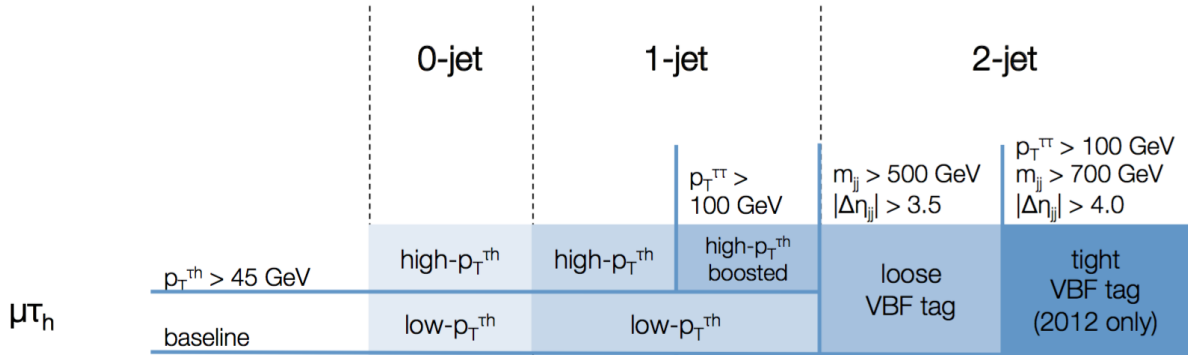 0-jet
1-jet
2-jet
p_T^ττ >
100 GeV
m_jj > 500 GeV
|Δη_jj| > 3.5
p_T^ττ > 100 GeV
m_jj > 700 GeV
|Δη_jj| > 4.0
μτ_h
p_T^τh > 45 GeV
baseline
high-p_T^τh
low-p_T^τh
high-p_T^τh
high-p_T^τh
boosted
low-p_T^τh
loose
VBF tag
tight
VBF tag
(2012 only)